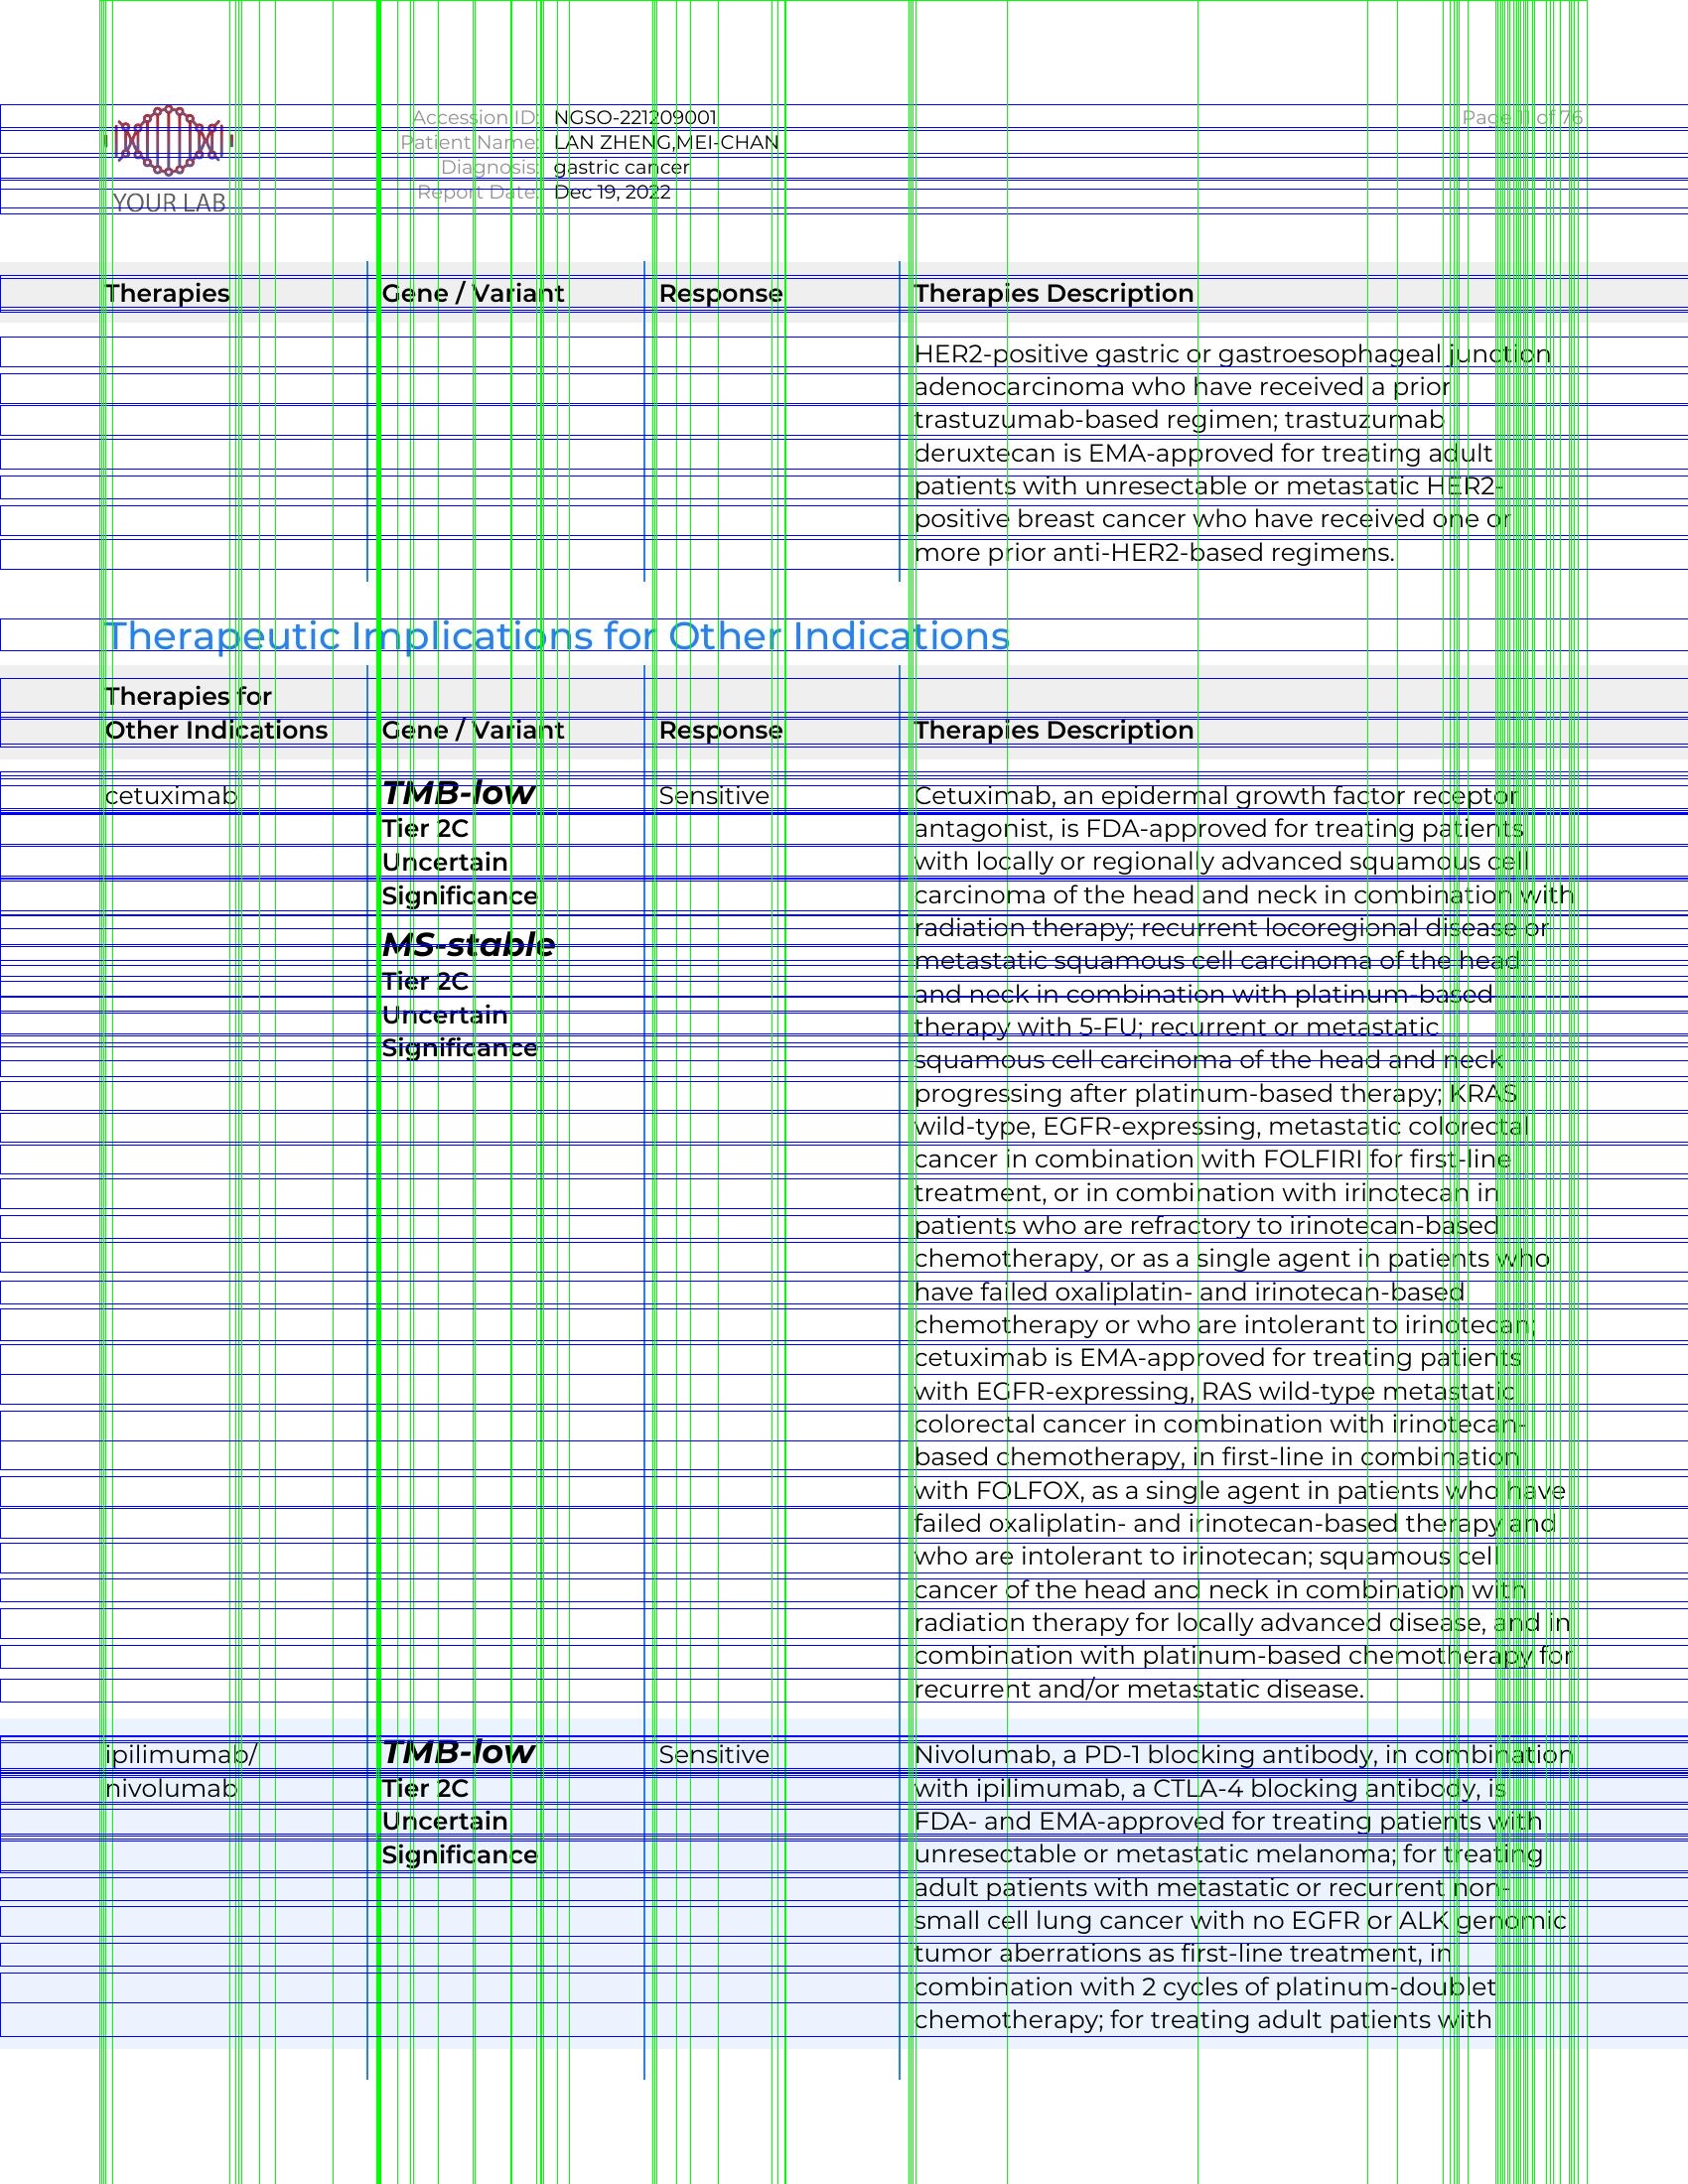 YOUR LAB
Accession ID: NGSO-221209001
Patient Name: LAN ZHENG,MEI-CHAN
Diagnosis: gastric cancer
Report Date: Dec 19, 2022
Page 11 of 76
Therapies Gene / Variant Response Therapies Description
HER2-positive gastric or gastroesophageal junction
adenocarcinoma who have received a prior
trastuzumab-based regimen; trastuzumab
deruxtecan is EMA-approved for treating adult
patients with unresectable or metastatic HER2-
positive breast cancer who have received one or
more prior anti-HER2-based regimens.
Therapeutic Implications for Other Indications
Therapies for
Other Indications Gene / Variant Response Therapies Description
cetuximab
TMB-low
Tier 2C
Uncertain
Significance
MS-stable
Tier 2C
Uncertain
Significance
Sensitive
Cetuximab, an epidermal growth factor receptor
antagonist, is FDA-approved for treating patients
with locally or regionally advanced squamous cell
carcinoma of the head and neck in combination with
radiation therapy; recurrent locoregional disease or
metastatic squamous cell carcinoma of the head
and neck in combination with platinum-based
therapy with 5-FU; recurrent or metastatic
squamous cell carcinoma of the head and neck
progressing after platinum-based therapy; KRAS
wild-type, EGFR-expressing, metastatic colorectal
cancer in combination with FOLFIRI for first-line
treatment, or in combination with irinotecan in
patients who are refractory to irinotecan-based
chemotherapy, or as a single agent in patients who
have failed oxaliplatin- and irinotecan-based
chemotherapy or who are intolerant to irinotecan;
cetuximab is EMA-approved for treating patients
with EGFR-expressing, RAS wild-type metastatic
colorectal cancer in combination with irinotecan-
based chemotherapy, in first-line in combination
with FOLFOX, as a single agent in patients who have
failed oxaliplatin- and irinotecan-based therapy and
who are intolerant to irinotecan; squamous cell
cancer of the head and neck in combination with
radiation therapy for locally advanced disease, and in
combination with platinum-based chemotherapy for
recurrent and/or metastatic disease.
ipilimumab/
nivolumab
TMB-low
Tier 2C
Uncertain
Significance
Sensitive
Nivolumab, a PD-1 blocking antibody, in combination
with ipilimumab, a CTLA-4 blocking antibody, is
FDA- and EMA-approved for treating patients with
unresectable or metastatic melanoma; for treating
adult patients with metastatic or recurrent non-
small cell lung cancer with no EGFR or ALK genomic
tumor aberrations as first-line treatment, in
combination with 2 cycles of platinum-doublet
chemotherapy; for treating adult patients with